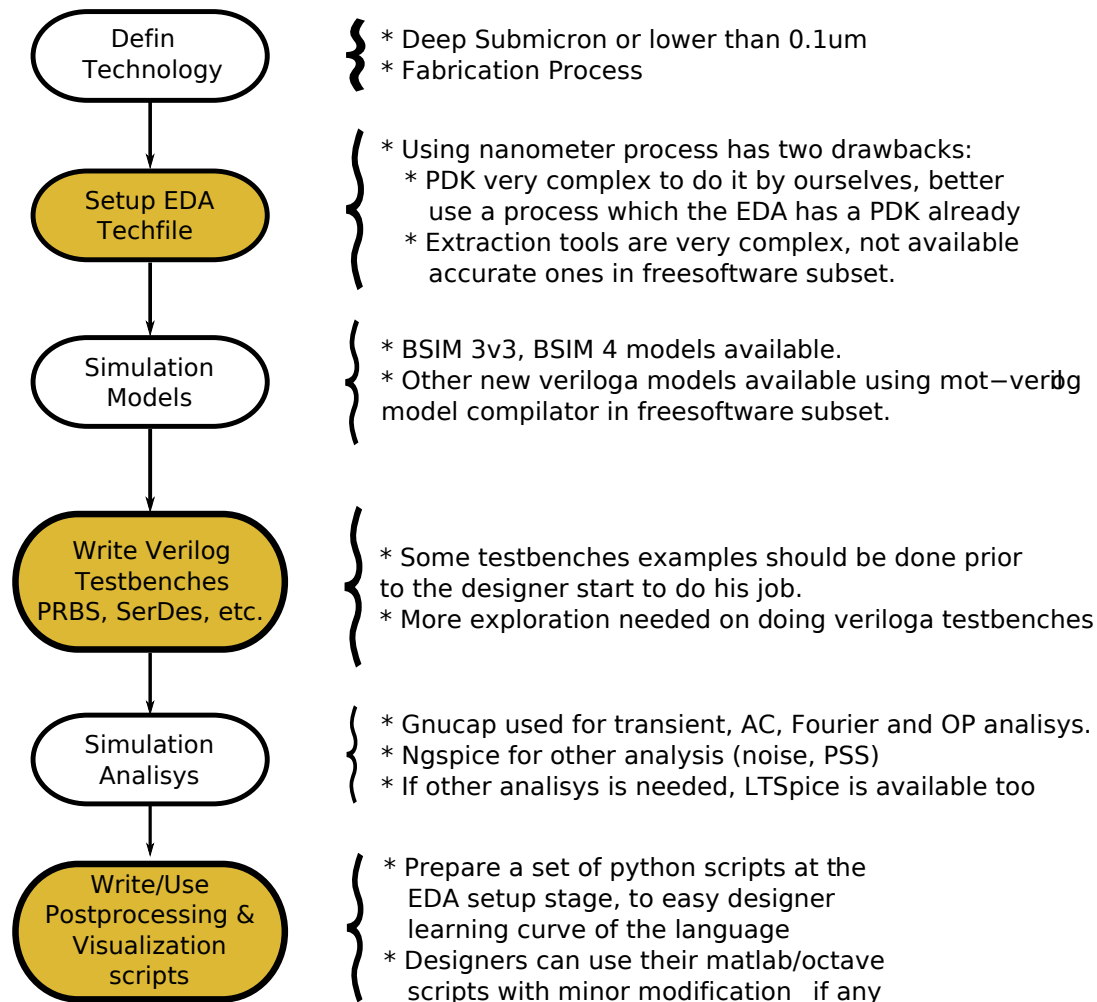 Defin
Technology
* Deep Submicron or lower than 0.1um
* Fabrication Process
Setup EDA
Techfile
* Using nanometer process has two drawbacks:
* PDK very complex to do it by ourselves, better
use a process which the EDA has a PDK already
* Extraction tools are very complex, not available
accurate ones in freesoftware subset.
Simulation
Models
* BSIM 3v3, BSIM 4 models available.
* Other new veriloga models available using mot−verilog
model compilator in freesoftware subset.
Write Verilog
Testbenches
PRBS, SerDes, etc.
* Some testbenches examples should be done prior
to the designer start to do his job.
* More exploration needed on doing veriloga testbenches
Simulation
Analisys
* Gnucap used for transient, AC, Fourier and OP analisys.
* Ngspice for other analysis (noise, PSS)
* If other analisys is needed, LTSpice is available too
Write/Use
Postprocessing &
Visualization
scripts
* Prepare a set of python scripts at the
EDA setup stage, to easy designer
learning curve of the language
* Designers can use their matlab/octave
scripts with minor modification if any